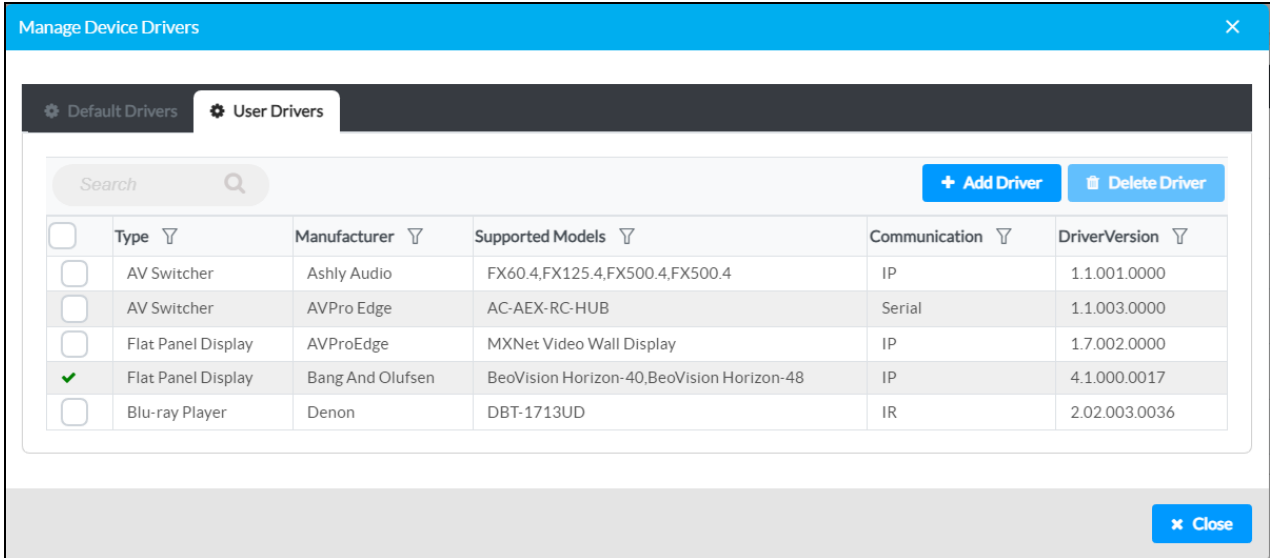 Manage Device Drivers
Default Drivers User Drivers
Search Add Driver Delete Driver
Type Manufacturer Supported Models Communication DriverVersion
AV Switcher Ashly Audio FX60.4,FX125.4,FX500.4,FX500.4 IP 1.1.001.0000
AV Switcher AVPro Edge AC-AEX-RC-HUB Serial 1.1.003.0000
Flat Panel Display AVProEdge MXNet Video Wall Display IP 1.7.002.0000
Flat Panel Display Bang And Olufsen BeoVision Horizon-40,BeoVision Horizon-48 IP 4.1.000.0017
Blu-ray Player Denon DBT-1713UD IR 2.02.003.0036
Close